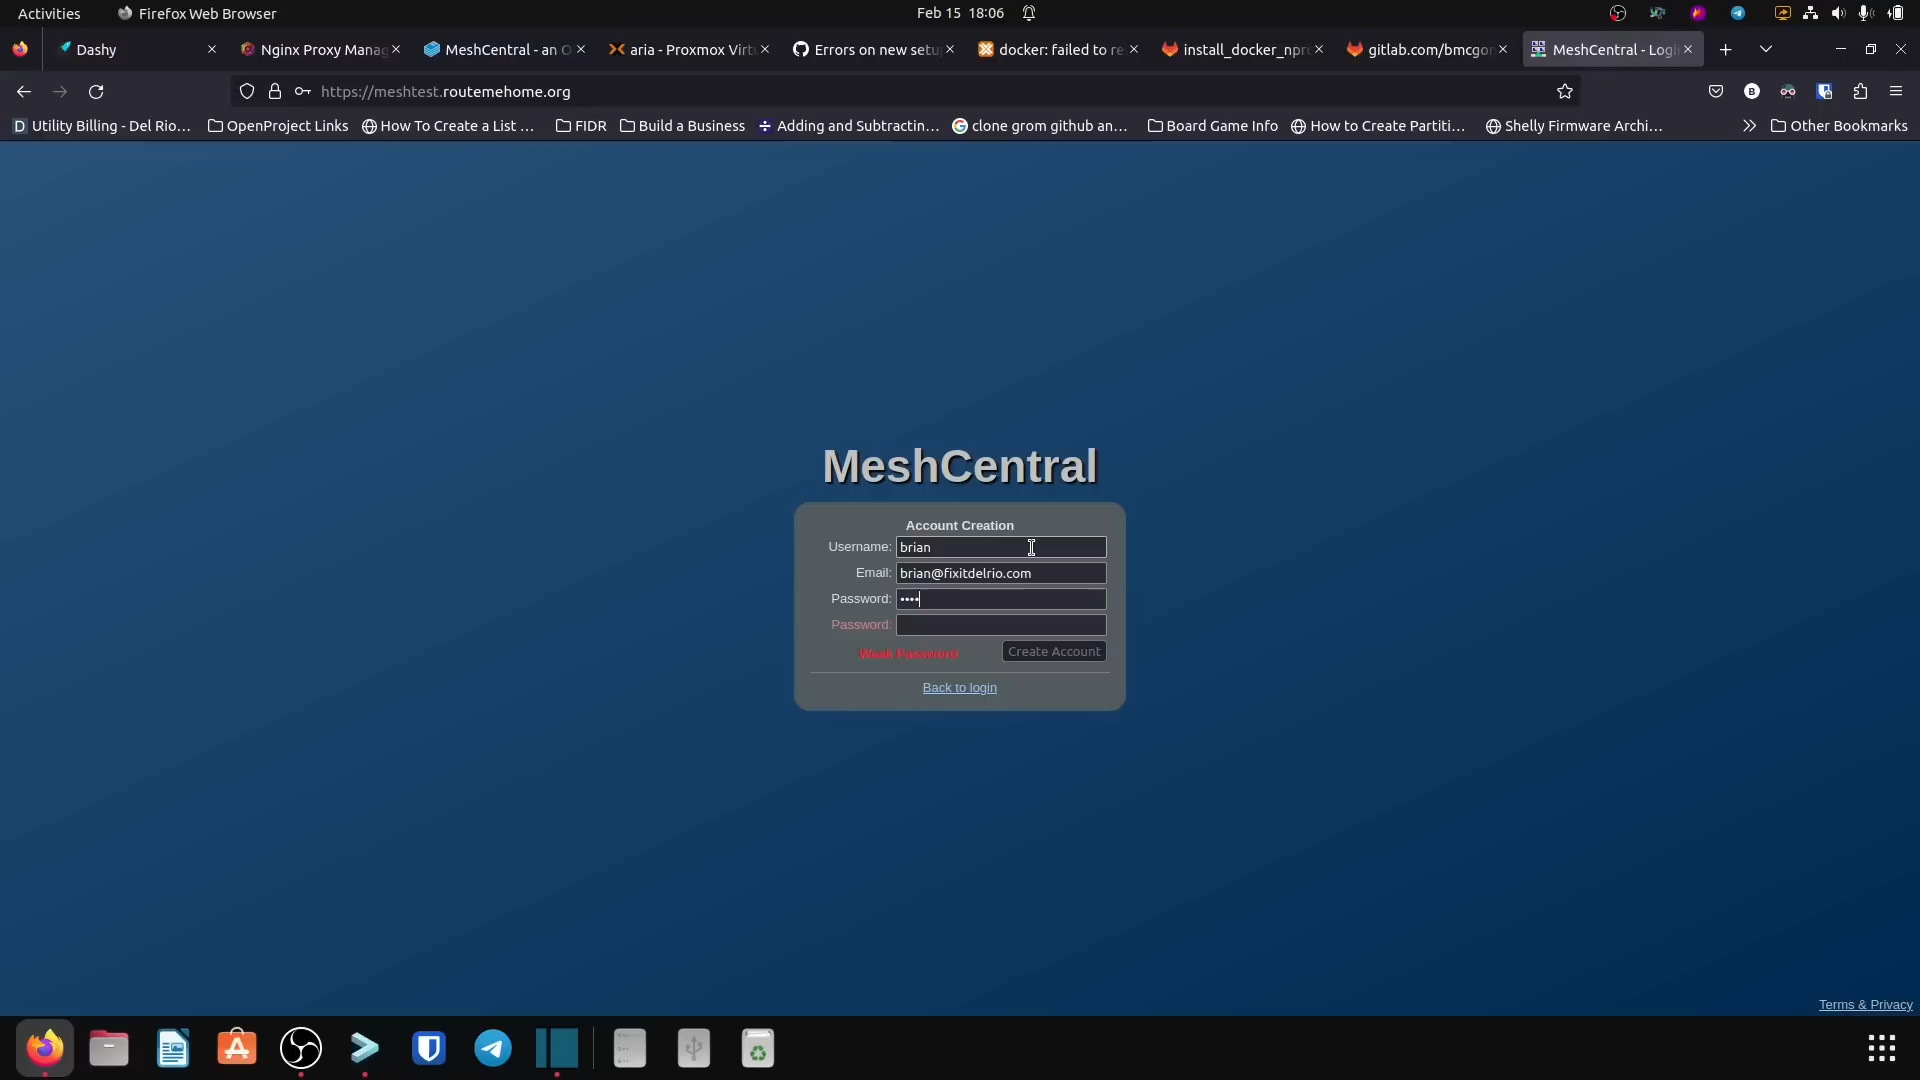 Activities Firefox Web Browser Feb 15 18:06
Dashy Nginx Proxy Manag MeshCentral - an O aria - Proxmox Virt Errors on new setu docker: failed to re install_docker_npro gitlab.com/bmcgon MeshCentral - Logi
https://meshtest.routemehome.org B
D Utility Billing - Del Rio... OpenProject Links How To Create a List ... FIDR Build a Business Adding and Subtractin... clone grom github an... Board Game Info How to Create Partiti... Shelly Firmware Archi... Other Bookmarks
MeshCentral
Account Creation
Username: brian
Email: brian@fixitdelrio.com
Password: ••••
Password:
Weak Password Create Account
Back to login
Terms & Privacy